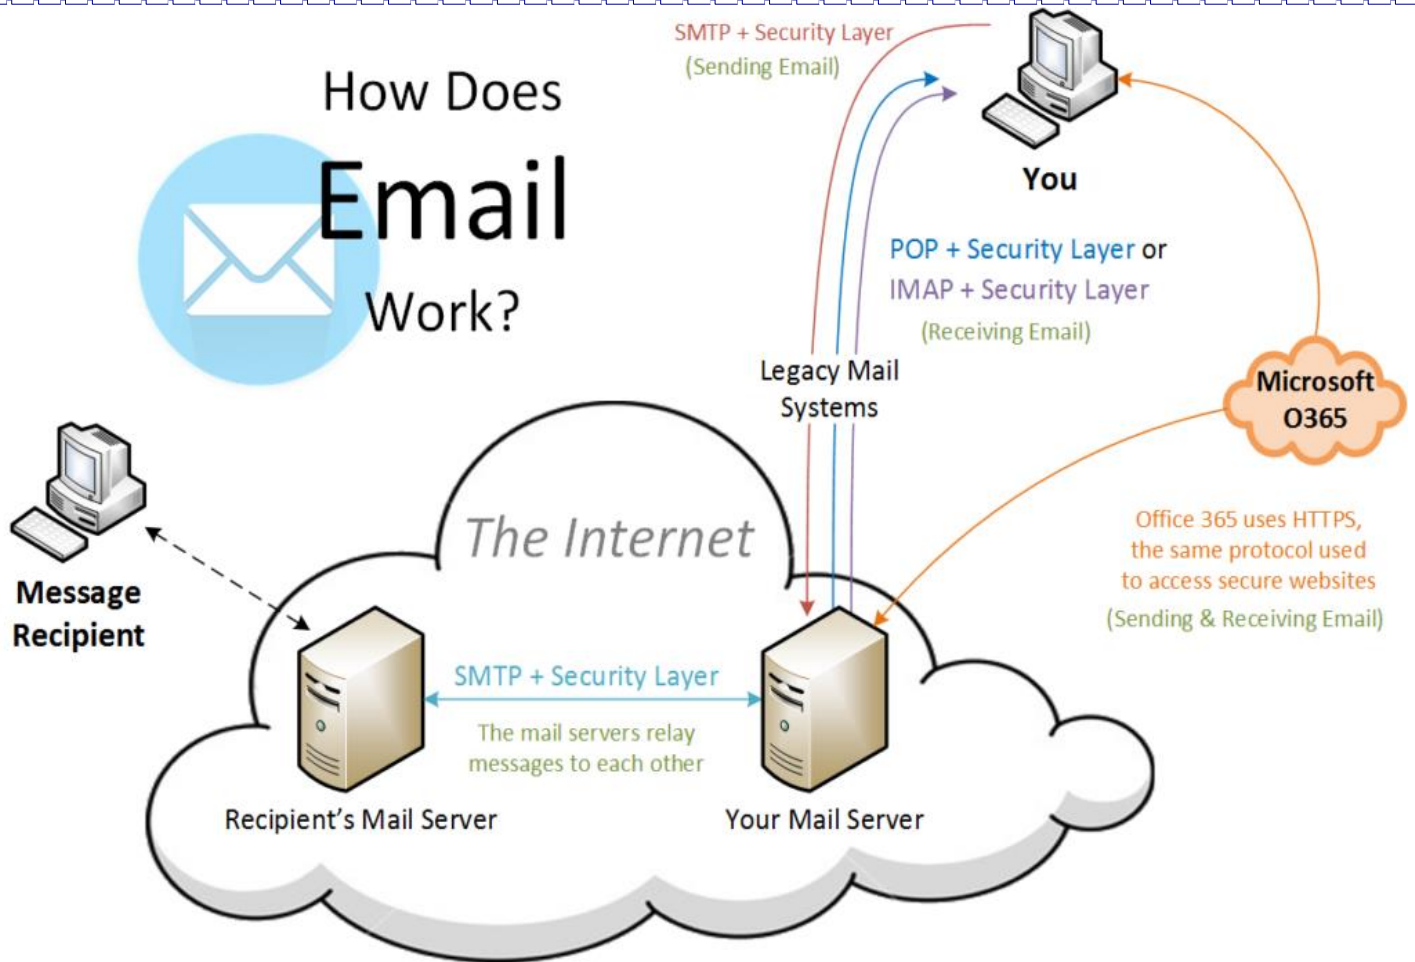 How Does
Email
Work?
SMTP + Security Layer
(Sending Email)
You
POP + Security Layer or
IMAP + Security Layer
(Receiving Email)
Legacy Mail
Systems
Microsoft
O365
Office 365 uses HTTPS,
the same protocol used
to access secure websites
(Sending & Receiving Email)
Message
Recipient
The Internet
SMTP + Security Layer
The mail servers relay
messages to each other
Recipient’s Mail Server
Your Mail Server